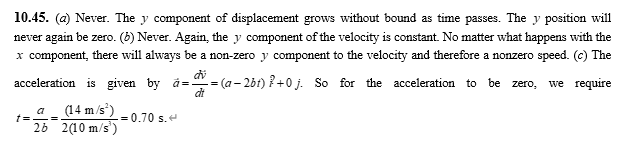 10.45. (a) Never. The y component of displacement grows without bound as time passes. The y position will
never again be zero. (b) Never. Again, the y component of the velocity is constant. No matter what happens with the
x component, there will always be a non-zero y component to the velocity and therefore a nonzero speed. (c) The
acceleration is given by a⃗ = dv⃗/dt = (a − 2bt) ? + 0 j. So for the acceleration to be zero, we require
t = a/2b = (14 m/s²)/2(10 m/s³) = 0.70 s.↵